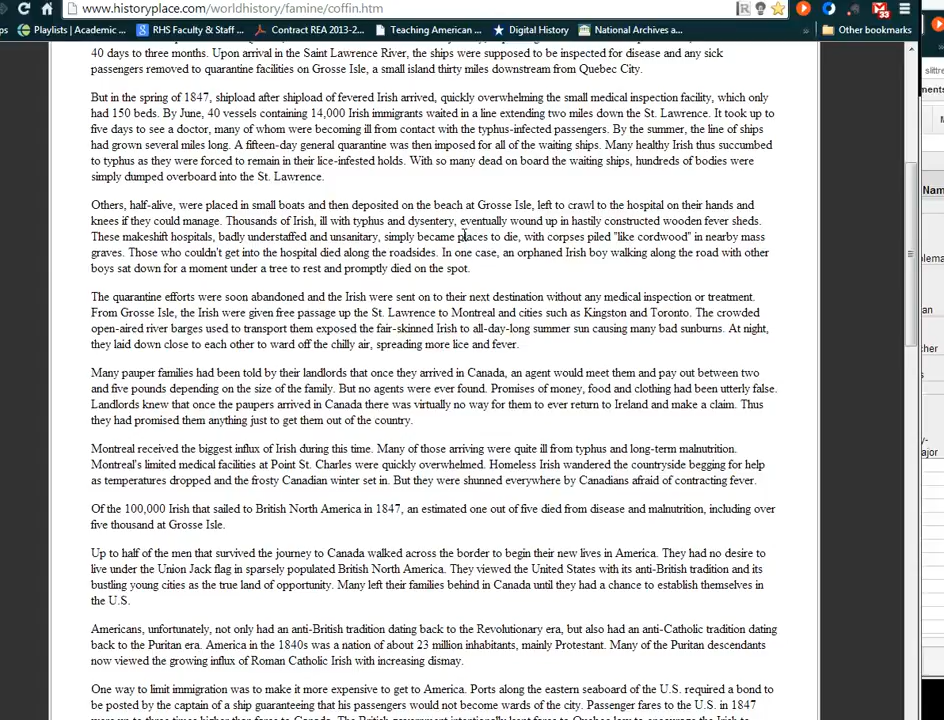 www.historyplace.com/worldhistory/famine/coffin.htm
33
ps
Playlists | Academic ...
RHS Faculty & Staff
Contract REA 2013-2...
Teaching American ...
Digital History
National Archives a...
»
Other bookmarks
40 days to three months. Upon arrival in the Saint Lawrence River, the ships were supposed to be inspected for disease and any sick
passengers removed to quarantine facilities on Grosse Isle, a small island thirty miles downstream from Quebec City.
But in the spring of 1847, shipload after shipload of fevered Irish arrived, quickly overwhelming the small medical inspection facility, which only
had 150 beds. By June, 40 vessels containing 14,000 Irish immigrants waited in a line extending two miles down the St. Lawrence. It took up to
five days to see a doctor, many of whom were becoming ill from contact with the typhus-infected passengers. By the summer, the line of ships
had grown several miles long. A fifteen-day general quarantine was then imposed for all of the waiting ships. Many healthy Irish thus succumbed
to typhus as they were forced to remain in their lice-infested holds. With so many dead on board the waiting ships, hundreds of bodies were
simply dumped overboard into the St. Lawrence.
Others, half-alive, were placed in small boats and then deposited on the beach at Grosse Isle, left to crawl to the hospital on their hands and
knees if they could manage. Thousands of Irish, ill with typhus and dysentery, eventually wound up in hastily constructed wooden fever sheds.
These makeshift hospitals, badly understaffed and unsanitary, simply became places to die, with corpses piled "like cordwood" in nearby mass
graves. Those who couldn't get into the hospital died along the roadsides. In one case, an orphaned Irish boy walking along the road with other
boys sat down for a moment under a tree to rest and promptly died on the spot.
The quarantine efforts were soon abandoned and the Irish were sent on to their next destination without any medical inspection or treatment.
From Grosse Isle, the Irish were given free passage up the St. Lawrence to Montreal and cities such as Kingston and Toronto. The crowded
open-aired river barges used to transport them exposed the fair-skinned Irish to all-day-long summer sun causing many bad sunburns. At night,
they laid down close to each other to ward off the chilly air, spreading more lice and fever.
Many pauper families had been told by their landlords that once they arrived in Canada, an agent would meet them and pay out between two
and five pounds depending on the size of the family. But no agents were ever found. Promises of money, food and clothing had been utterly false.
Landlords knew that once the paupers arrived in Canada there was virtually no way for them to ever return to Ireland and make a claim. Thus
they had promised them anything just to get them out of the country.
Montreal received the biggest influx of Irish during this time. Many of those arriving were quite ill from typhus and long-term malnutrition.
Montreal's limited medical facilities at Point St. Charles were quickly overwhelmed. Homeless Irish wandered the countryside begging for help
as temperatures dropped and the frosty Canadian winter set in. But they were shunned everywhere by Canadians afraid of contracting fever.
Of the 100,000 Irish that sailed to British North America in 1847, an estimated one out of five died from disease and malnutrition, including over
five thousand at Grosse Isle.
Up to half of the men that survived the journey to Canada walked across the border to begin their new lives in America. They had no desire to
live under the Union Jack flag in sparsely populated British North America. They viewed the United States with its anti-British tradition and its
bustling young cities as the true land of opportunity. Many left their families behind in Canada until they had a chance to establish themselves in
the U.S.
Americans, unfortunately, not only had an anti-British tradition dating back to the Revolutionary era, but also had an anti-Catholic tradition dating
back to the Puritan era. America in the 1840s was a nation of about 23 million inhabitants, mainly Protestant. Many of the Puritan descendants
now viewed the growing influx of Roman Catholic Irish with increasing dismay.
One way to limit immigration was to make it more expensive to get to America. Ports along the eastern seaboard of the U.S. required a bond to
be posted by the captain of a ship guaranteeing that his passengers would not become wards of the city. Passenger fares to the U.S. in 1847
slittre
ments
Nam
lema
an
cher
y-
ajor